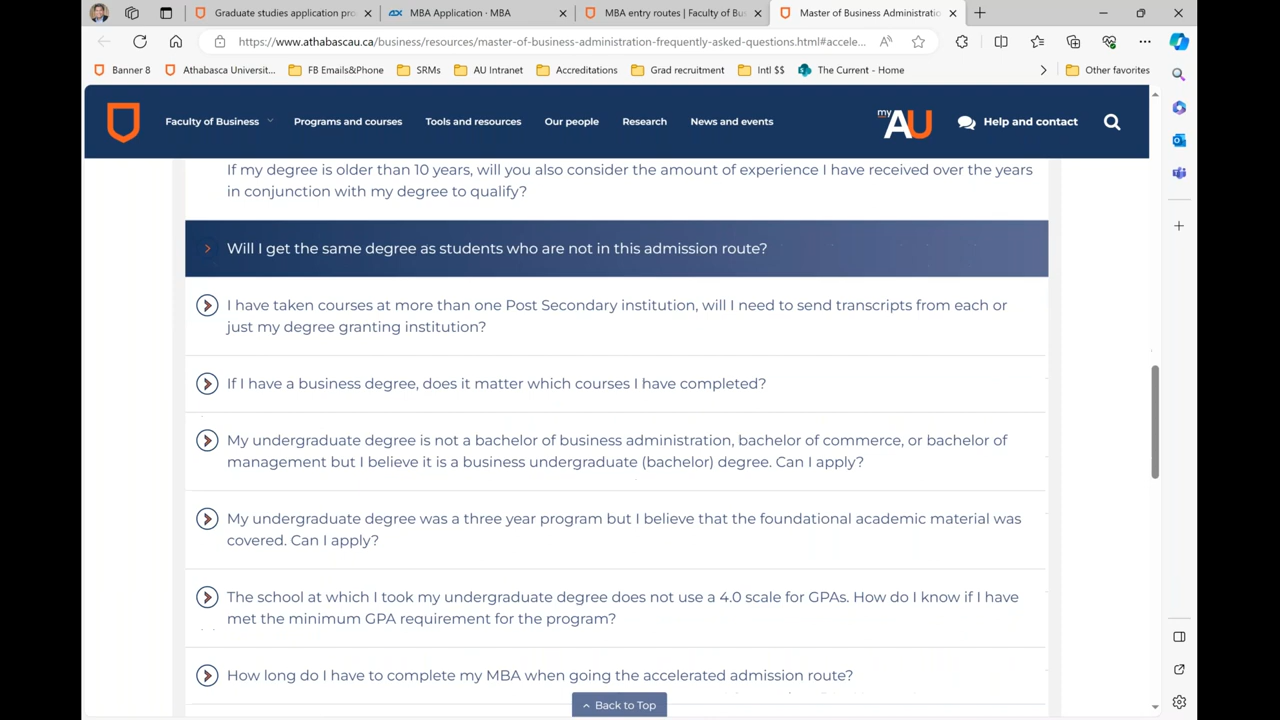 Graduate studies application pro
MBA Application · MBA
MBA entry routes | Faculty of Bu
Master of Business Administratio
https://www.athabascau.ca/business/resources/master-of-business-administration-frequently-asked-questions.html#accele...
Banner 8
Athabasca Universit...
FB Emails&Phone
SRMs
AU Intranet
Accreditations
Grad recruitment
Intl $$
The Current - Home
Other favorites
Faculty of Business
Programs and courses
Tools and resources
Our people
Research
News and events
my AU
Help and contact
If my degree is older than 10 years, will you also consider the amount of experience I have received over the years
in conjunction with my degree to qualify?
Will I get the same degree as students who are not in this admission route?
I have taken courses at more than one Post Secondary institution, will I need to send transcripts from each or
just my degree granting institution?
If I have a business degree, does it matter which courses I have completed?
My undergraduate degree is not a bachelor of business administration, bachelor of commerce, or bachelor of
management but I believe it is a business undergraduate (bachelor) degree. Can I apply?
My undergraduate degree was a three year program but I believe that the foundational academic material was
covered. Can I apply?
The school at which I took my undergraduate degree does not use a 4.0 scale for GPAs. How do I know if I have
met the minimum GPA requirement for the program?
How long do I have to complete my MBA when going the accelerated admission route?
Back to Top